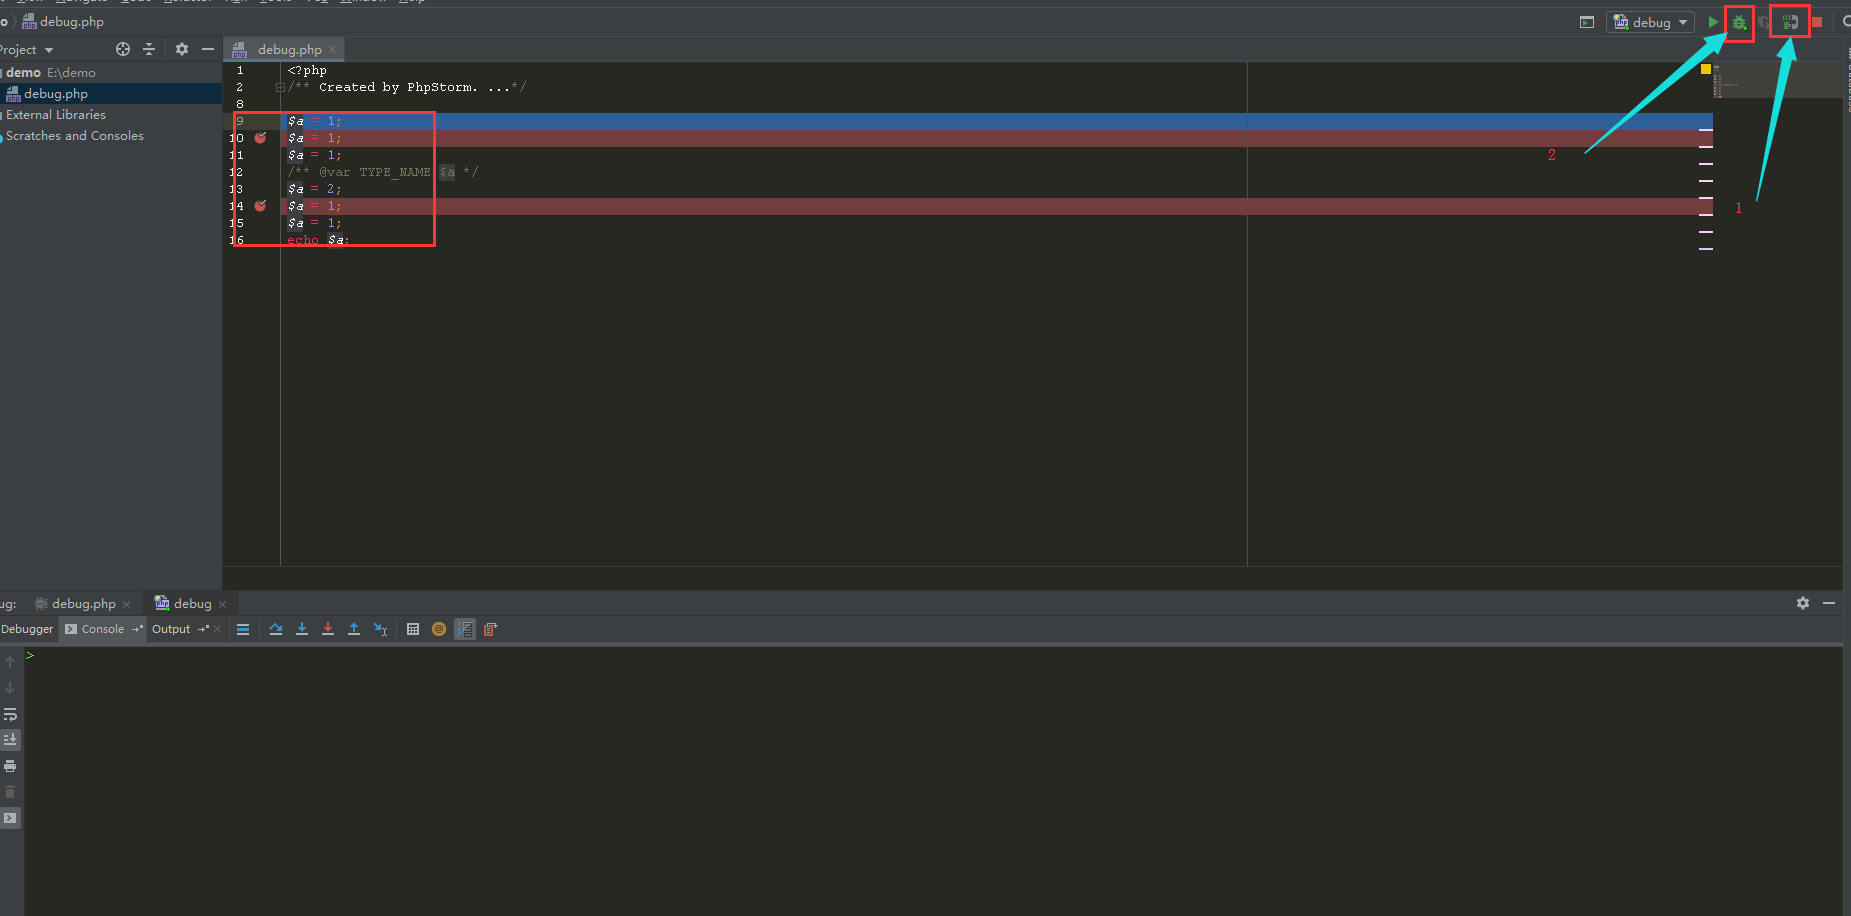 debug.php
debug
Project
debug.php
demo E:\demo
debug.php
External Libraries
Scratches and Consoles
1 <?php
2 /** Created by PhpStorm. ...*/
8
9 $a = 1;
10 $a = 1;
11 $a = 1;
12 /** @var TYPE_NAME $a */
13 $a = 2;
14 $a = 1;
15 $a = 1;
16 echo $a;
2
1
ug: debug.php debug
Debugger Console Output
>